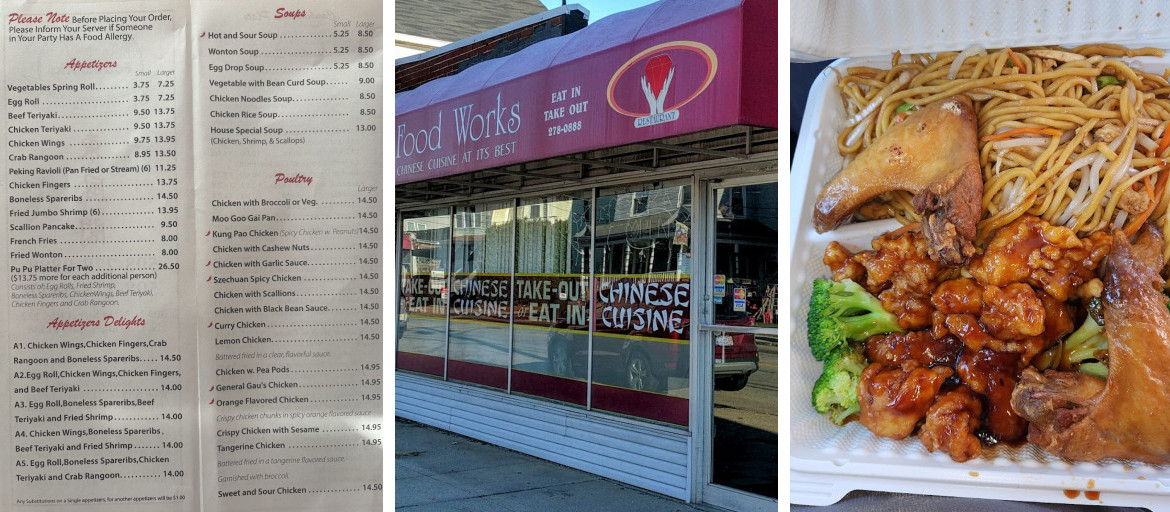 Please Note Before Placing Your Order,
Please Inform Your Server if Someone
in Your Party Has A Food Allergy.
Appetizers
Small Larger
Vegetables Spring Roll........ 3.75 7.25
Egg Roll ........ 3.75 7.25
Beef Teriyaki........ 9.50 13.75
Chicken Teriyaki ........ 9.50 13.75
Chicken Wings ........ 9.75 13.95
Crab Rangoon ........ 8.95 13.50
Peking Ravioli (Pan Fried or Stream) (6) 11.25
Chicken Fingers ........ 13.75
Boneless Spareribs ........ 14.50
Fried Jumbo Shrimp (6) ........ 13.95
Scallion Pancake........ 9.50
French Fries ........ 8.00
Fried Wonton ........ 8.00
Pu Pu Platter For Two ........ 26.50
($13.75 more for each additional person)
Consists of; Egg Rolls, Fried Shrimp,
Boneless Spareribs, ChickenWings, Beef Teriyaki,
Chicken Fingers and Crab Rangoon.
Appetizers Delights
A1. Chicken Wings,Chicken Fingers,Crab
Rangoon and Boneless Spareribs..... 14.50
A2.Egg Roll,Chicken Wings,Chicken Fingers,
and Beef Teriyaki ........ 14.00
A3. Egg Roll,Boneless Spareribs,Beef
Teriyaki and Fried Shrimp........ 14.00
A4. Chicken Wings,Boneless Spareribs,
Beef Teriyaki and Fried Shrimp ....... 14.00
A5. Egg Roll,Boneless Spareribs,Chicken
Teriyaki and Crab Rangoon........ 14.00
Any Substitutions on a Single appetizers, for another appetizers will be $1.00
Soups
Small Larger
Hot and Sour Soup ........ 5.25 8.50
Wonton Soup ........ 5.25 8.50
Egg Drop Soup........ 5.25 8.50
Vegetable with Bean Curd Soup...... 9.00
Chicken Noodles Soup........ 8.50
Chicken Rice Soup ........ 8.50
House Special Soup ........ 13.00
(Chicken, Shrimp, & Scallops)
Poultry
Larger
Chicken with Broccoli or Veg. ........ 14.50
Moo Goo Gai Pan........ 14.50
Kung Pao Chicken (Spicy Chicken w. Peanuts)14.50
Chicken with Cashew Nuts........ 14.50
Chicken with Garlic Sauce........ 14.50
Szechuan Spicy Chicken ........ 14.50
Chicken with Scallions ........ 14.50
Chicken with Black Bean Sauce...... 14.50
Curry Chicken........ 14.50
Lemon Chicken........ 14.50
Battered fried in a clear, flavorful sauce.
Chicken w. Pea Pods ........ 14.95
General Gau's Chicken........ 14.95
Orange Flavored Chicken ........ 14.95
Crispy chicken chunks in spicy orange flavored sauce
Crispy Chicken with Sesame ........ 14.95
Tangerine Chicken ........ 14.95
Battered fried in a tangerine flavored sauce.
Garnished with broccoli.
Sweet and Sour Chicken ........ 14.50
Food Works
CHINESE CUISINE AT ITS BEST
EAT IN
TAKE OUT
278-0888
RESTAURANT
TAKE-OUT
EAT IN
CHINESE
CUISINE
TAKE-OUT
or EAT IN
CHINESE
CUISINE